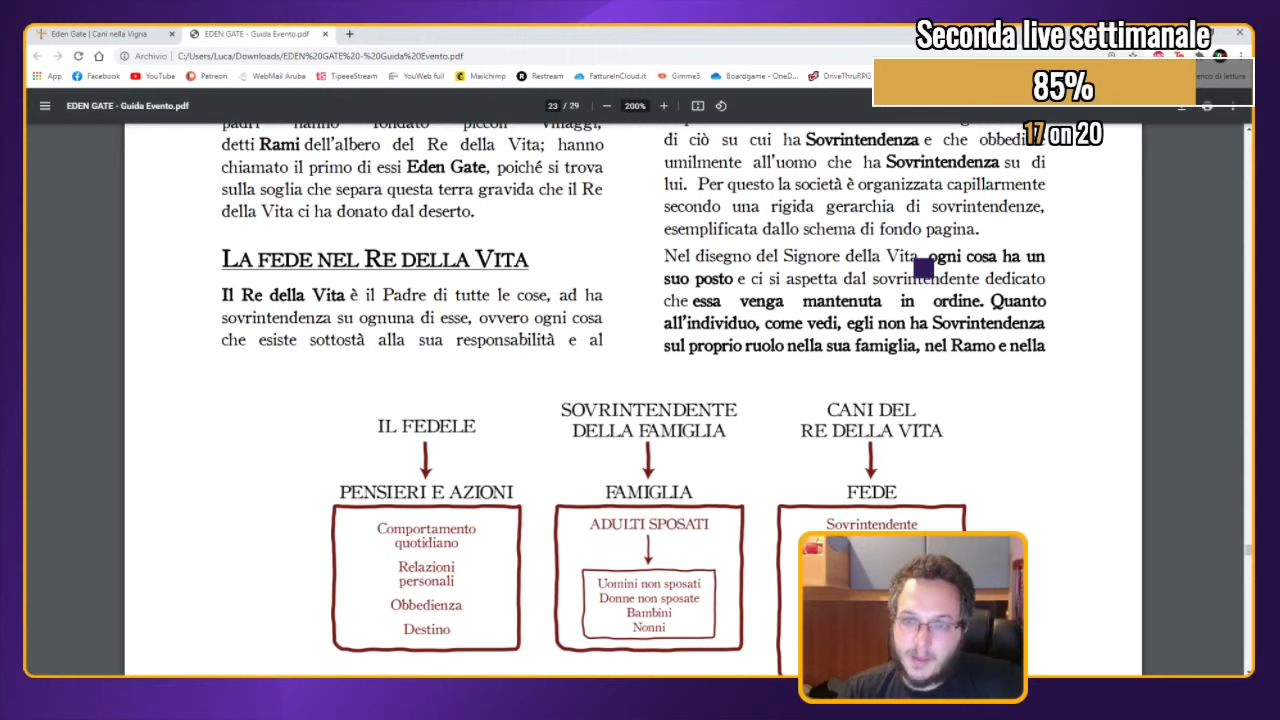 Seconda live settimanale
85%
17 on 20
Eden Gate | Cani nella Vigna
EDEN GATE - Guida Evento.pdf
Archivio
C:/Users/Luca/Downloads/EDEN%20GATE%20-%20Guida%20Evento.pdf
App
Facebook
YouTube
Patreon
WebMail Aruba
TipeeeStream
YouWeb full
Mailchimp
Restream
FattureInCloud.it
Gimme5
Boardgame - OneD...
DriveThruRPG
enco di lettura
EDEN GATE - Guida Evento.pdf
23 / 29
200%
padri hanno fondato piccoli villaggi,
detti Rami dell'albero del Re della Vita; hanno
chiamato il primo di essi Eden Gate, poiché si trova
sulla soglia che separa questa terra gravida che il Re
della Vita ci ha donato dal deserto.
LA FEDE NEL RE DELLA VITA
Il Re della Vita è il Padre di tutte le cose, ad ha
sovrintendenza su ognuna di esse, ovvero ogni cosa
che esiste sottostà alla sua responsabilità e al
di ciò su cui ha Sovrintendenza e che obbedisce
umilmente all'uomo che ha Sovrintendenza su di
lui. Per questo la società è organizzata capillarmente
secondo una rigida gerarchia di sovrintendenze,
esemplificata dallo schema di fondo pagina.
Nel disegno del Signore della Vita, ogni cosa ha un
suo posto e ci si aspetta dal sovrintendente dedicato
che essa venga mantenuta in ordine. Quanto
all'individuo, come vedi, egli non ha Sovrintendenza
sul proprio ruolo nella sua famiglia, nel Ramo e nella
IL FEDELE
PENSIERI E AZIONI
Comportamento
quotidiano
Relazioni
personali
Obbedienza
Destino
SOVRINTENDENTE
DELLA FAMIGLIA
FAMIGLIA
ADULTI SPOSATI
Uomini non sposati
Donne non sposate
Bambini
Nonni
CANI DEL
RE DELLA VITA
FEDE
Sovrintendente